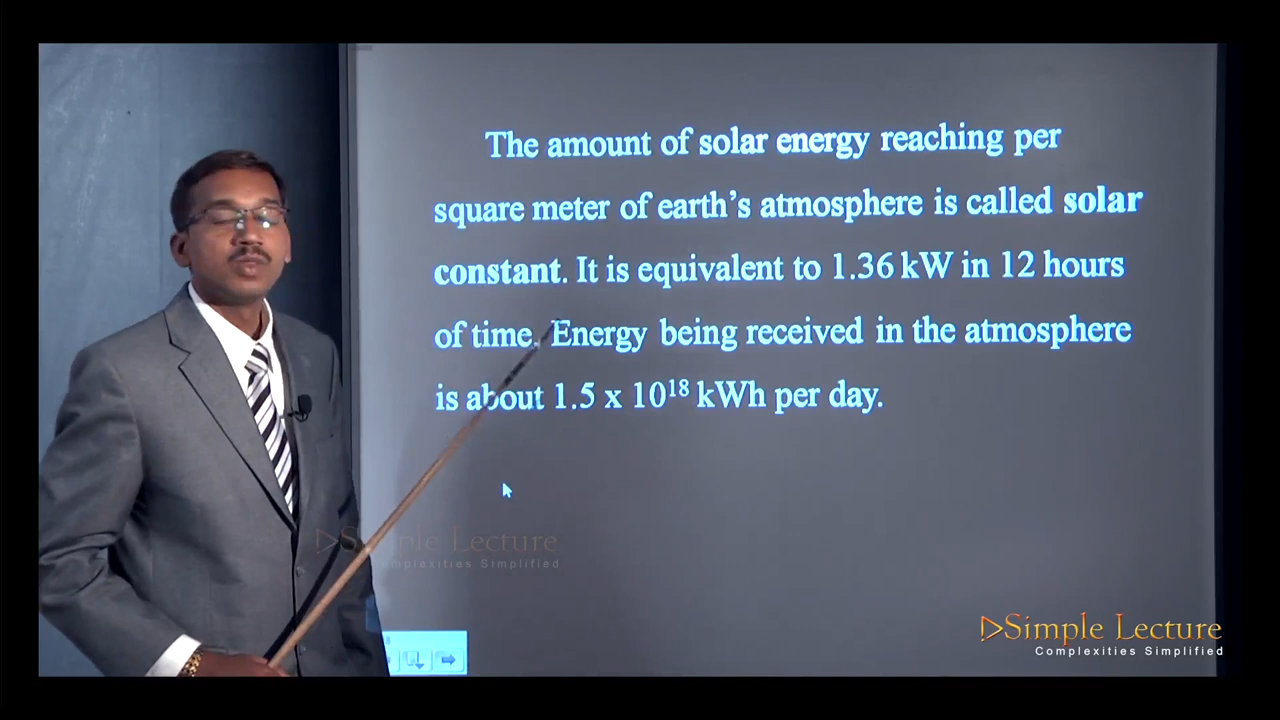 The amount of solar energy reaching per
square meter of earth’s atmosphere is called solar
constant. It is equivalent to 1.36 kW in 12 hours
of time. Energy being received in the atmosphere
is about 1.5 x 10¹⁸ kWh per day.
Simple Lecture
Complexities Simplified
Simple Lecture
Complexities Simplified